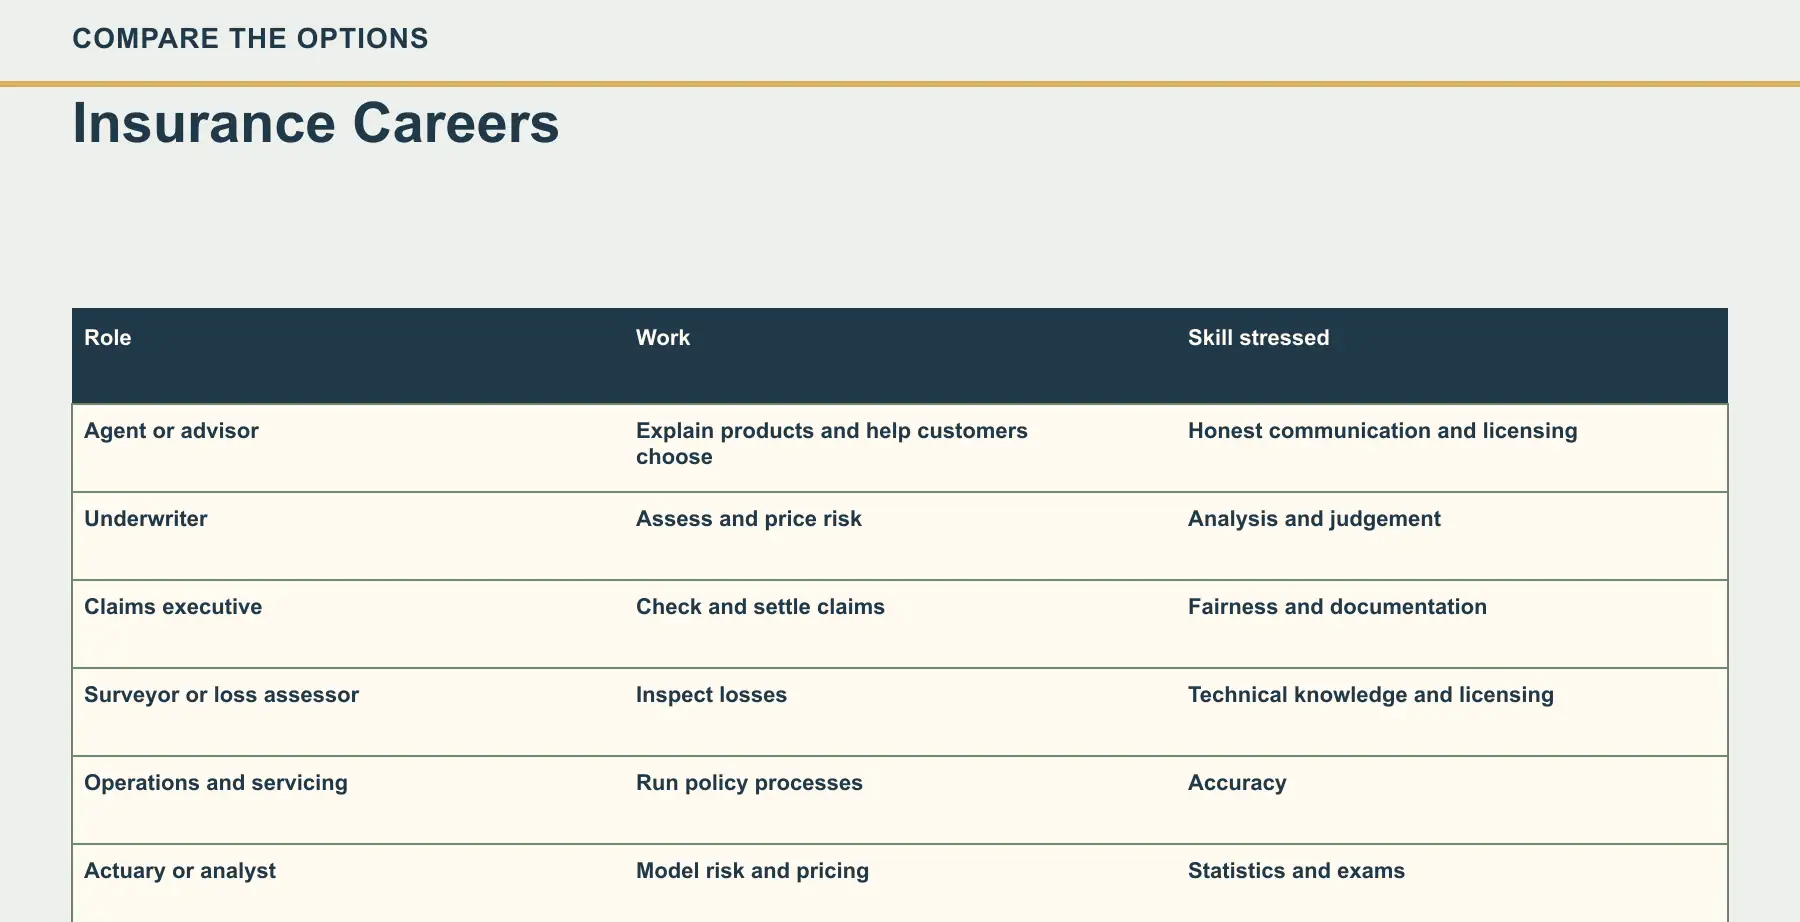 COMPARE THE OPTIONS
Insurance Careers
Role Work Skill stressed
Agent or advisor Explain products and help customers Honest communication and licensing
choose
Underwriter Assess and price risk Analysis and judgement
Claims executive Check and settle claims Fairness and documentation
Surveyor or loss assessor Inspect losses Technical knowledge and licensing
Operations and servicing Run policy processes Accuracy
Actuary or analyst Model risk and pricing Statistics and exams